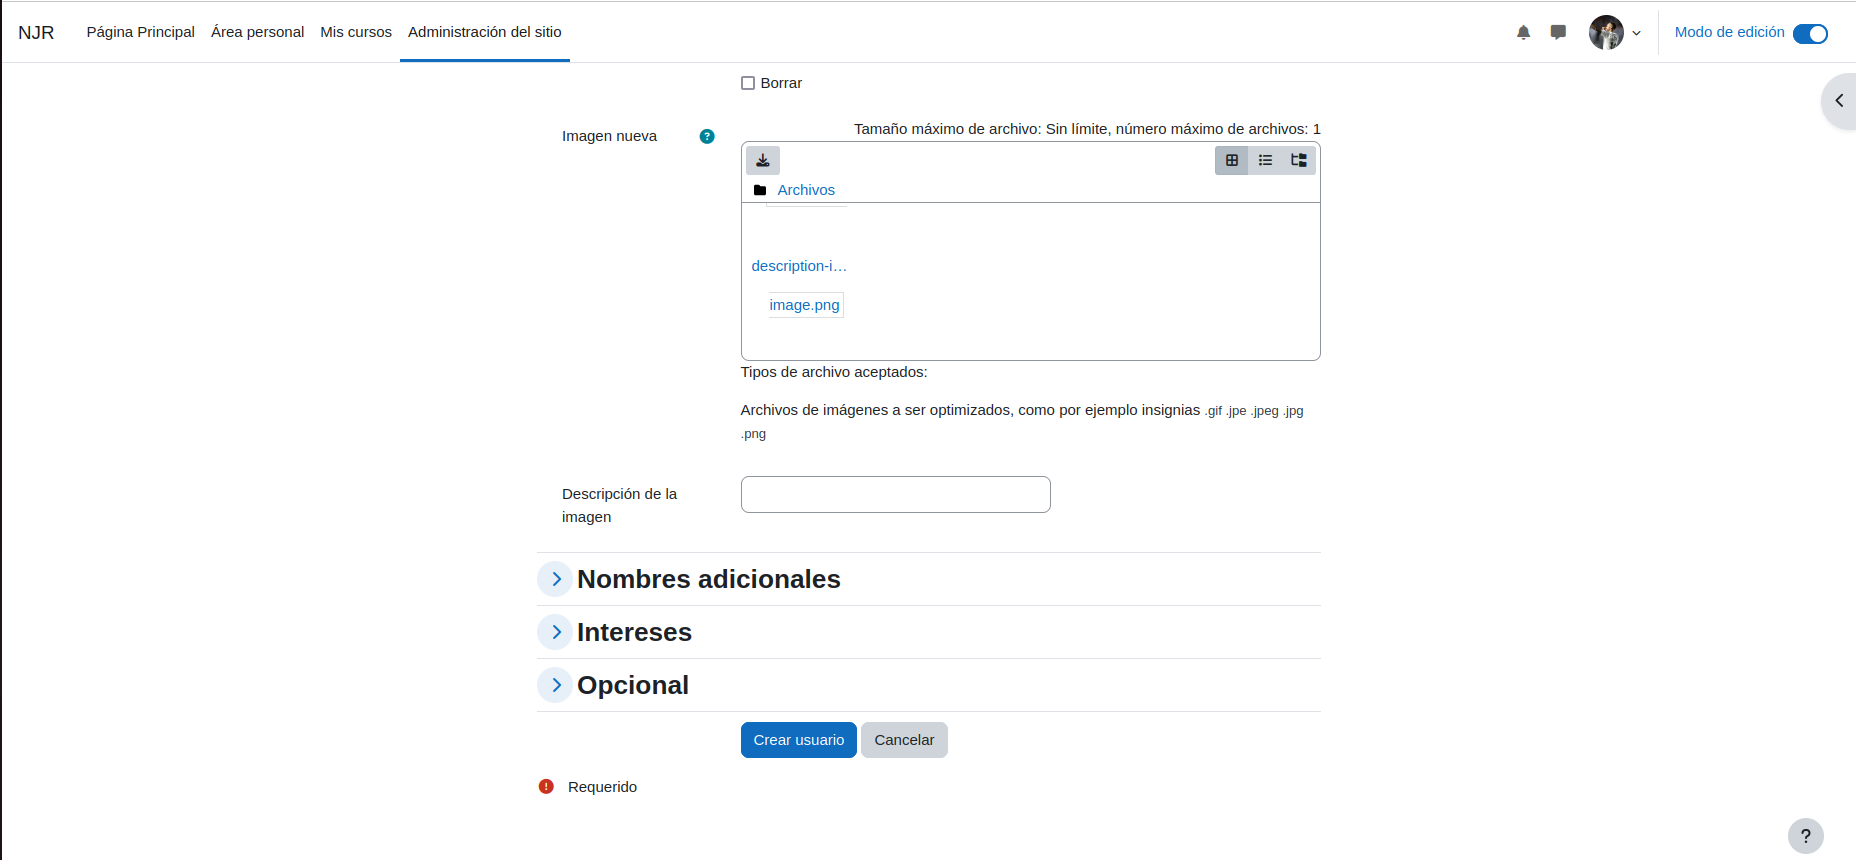 NJR Página Principal Área personal Mis cursos Administración del sitio Modo de edición
Borrar
Imagen nueva
Tamaño máximo de archivo: Sin límite, número máximo de archivos: 1
Archivos
description-i...
image.png
Tipos de archivo aceptados:
Archivos de imágenes a ser optimizados, como por ejemplo insignias .gif .jpe .jpeg .jpg
.png
Descripción de la
imagen
Nombres adicionales
Intereses
Opcional
Crear usuario Cancelar
Requerido